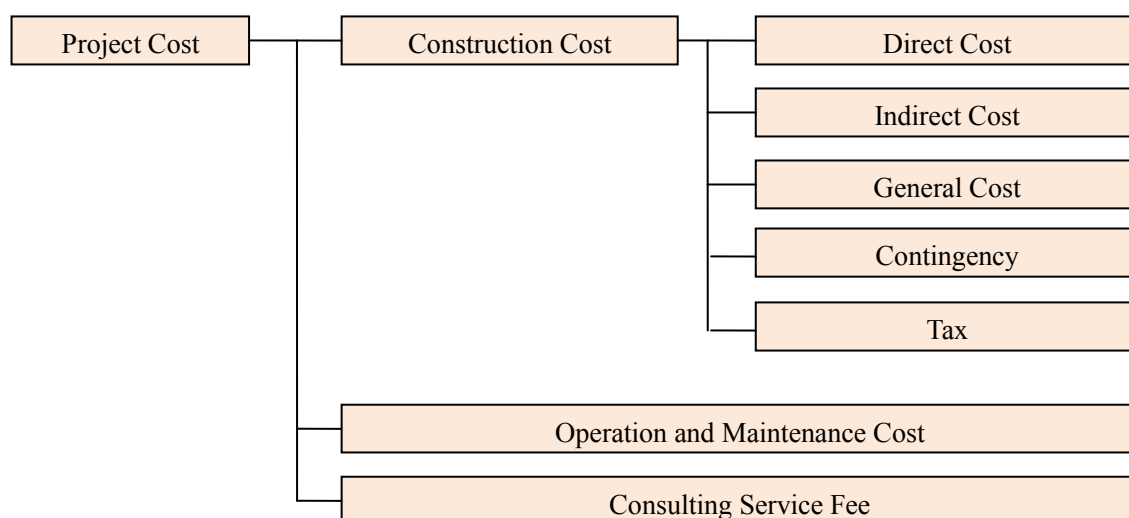 Project Cost
Construction Cost
Direct Cost
Indirect Cost
General Cost
Contingency
Tax
Operation and Maintenance Cost
Consulting Service Fee